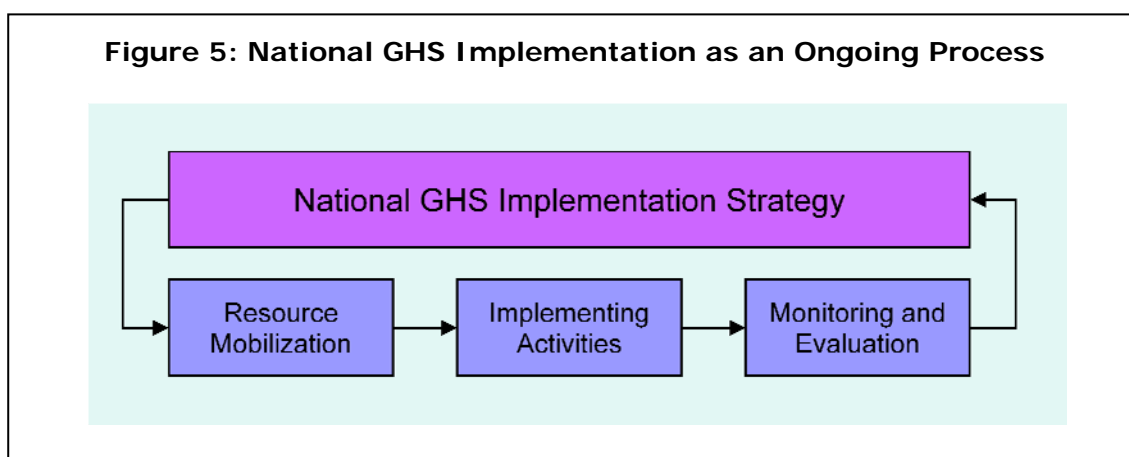 Figure 5: National GHS Implementation as an Ongoing Process
National GHS Implementation Strategy
Resource
Mobilization
Implementing
Activities
Monitoring and
Evaluation